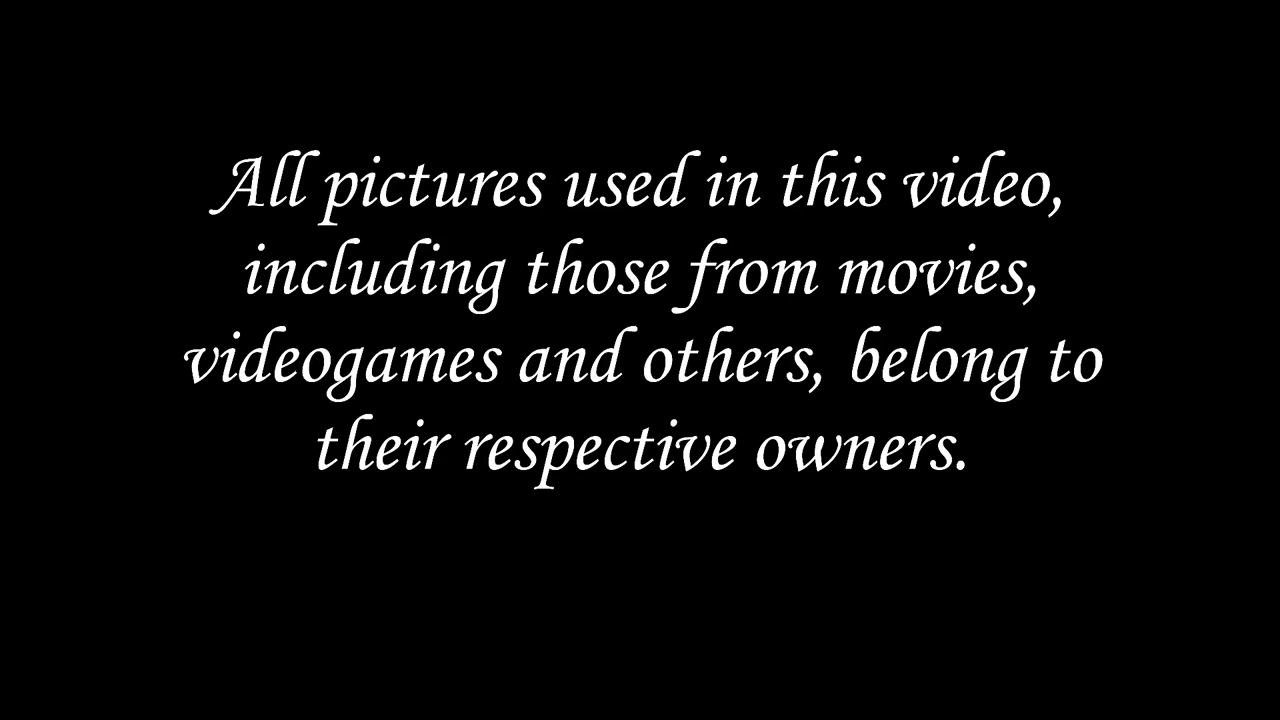 All pictures used in this video,
including those from movies,
videogames and others, belong to
their respective owners.